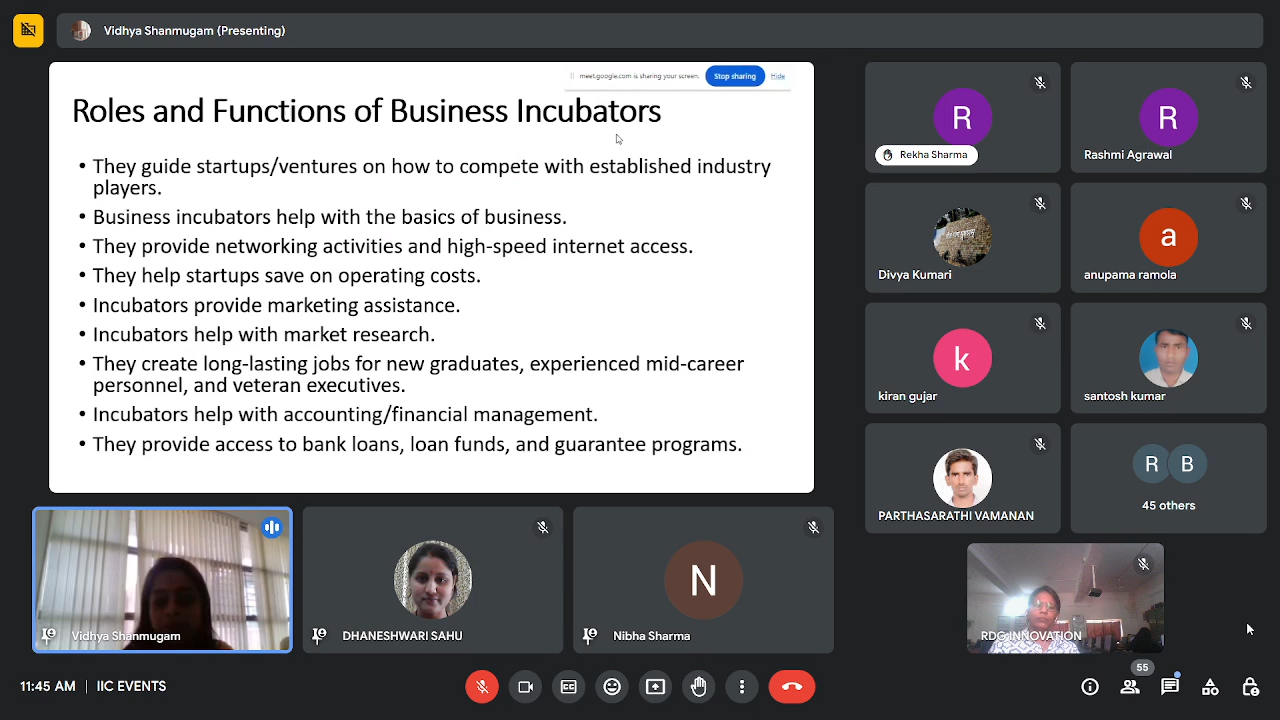 Vidhya Shanmugam (Presenting)
meet.google.com is sharing your screen.
Stop sharing
Hide
Roles and Functions of Business Incubators
• They guide startups/ventures on how to compete with established industry
players.
• Business incubators help with the basics of business.
• They provide networking activities and high-speed internet access.
• They help startups save on operating costs.
• Incubators provide marketing assistance.
• Incubators help with market research.
• They create long-lasting jobs for new graduates, experienced mid-career
personnel, and veteran executives.
• Incubators help with accounting/financial management.
• They provide access to bank loans, loan funds, and guarantee programs.
R
Rekha Sharma
R
Rashmi Agrawal
Divya Kumari
a
anupama ramola
k
kiran gujar
santosh kumar
PARTHASARATHI VAMANAN
R B
45 others
Vidhya Shanmugam
DHANESHWARI SAHU
N
Nibha Sharma
RDG INNOVATION
11:45 AM | IIC EVENTS
55